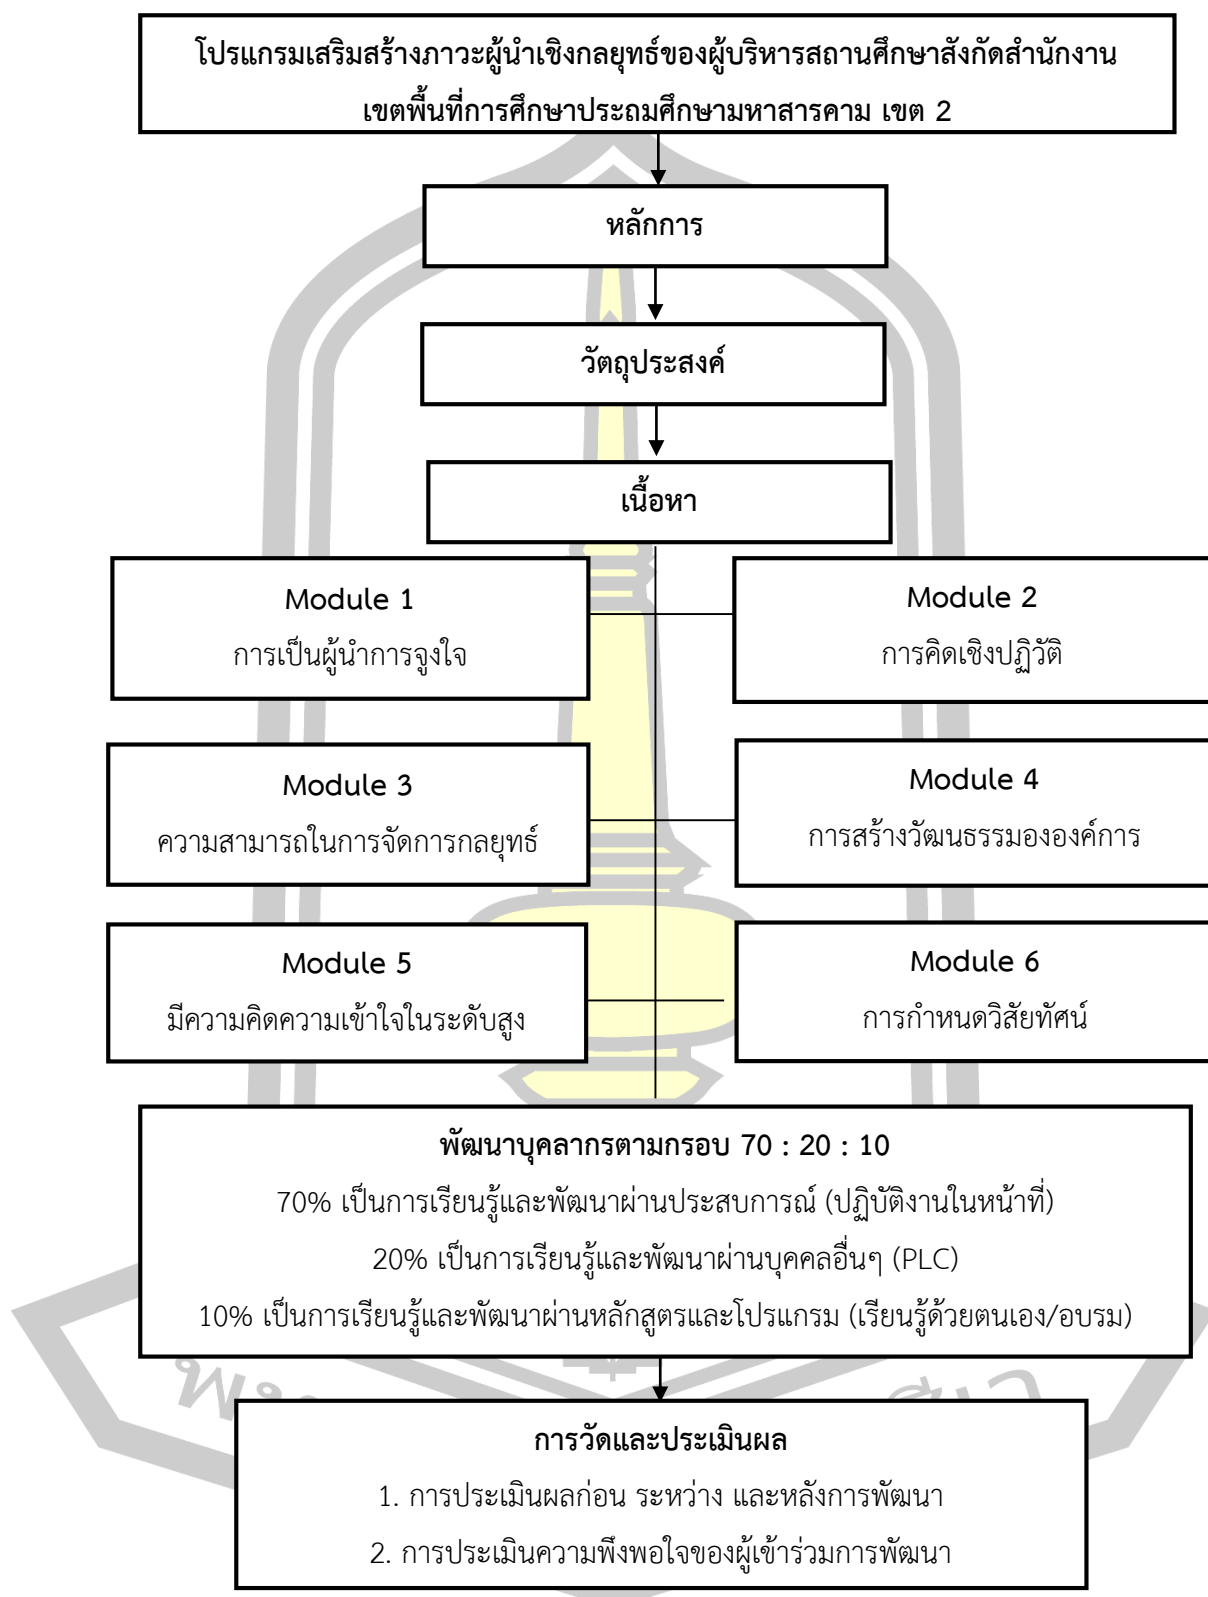 โปรแกรมเสริมสร้างภาวะผู้นำเชิงกลยุทธ์ของผู้บริหารสถานศึกษาสังกัดสำนักงาน
เขตพื้นที่การศึกษาประถมศึกษามหาสารคาม เขต 2
หลักการ
วัตถุประสงค์
เนื้อหา
Module 1
การเป็นผู้นำการจูงใจ
Module 2
การคิดเชิงปฏิวัติ
Module 3
ความสามารถในการจัดการกลยุทธ์
Module 4
การสร้างวัฒนธรรมอององค์การ
Module 5
มีความคิดความเข้าใจในระดับสูง
Module 6
การกำหนดวิสัยทัศน์
พัฒนาบุคลากรตามกรอบ 70 : 20 : 10
70% เป็นการเรียนรู้และพัฒนาผ่านประสบการณ์ (ปฏิบัติงานในหน้าที่)
20% เป็นการเรียนรู้และพัฒนาผ่านบุคคลอื่นๆ (PLC)
10% เป็นการเรียนรู้และพัฒนาผ่านหลักสูตรและโปรแกรม (เรียนรู้ด้วยตนเอง/อบรม)
การวัดและประเมินผล
1. การประเมินผลก่อน ระหว่าง และหลังการพัฒนา
2. การประเมินความพึงพอใจของผู้เข้าร่วมการพัฒนา